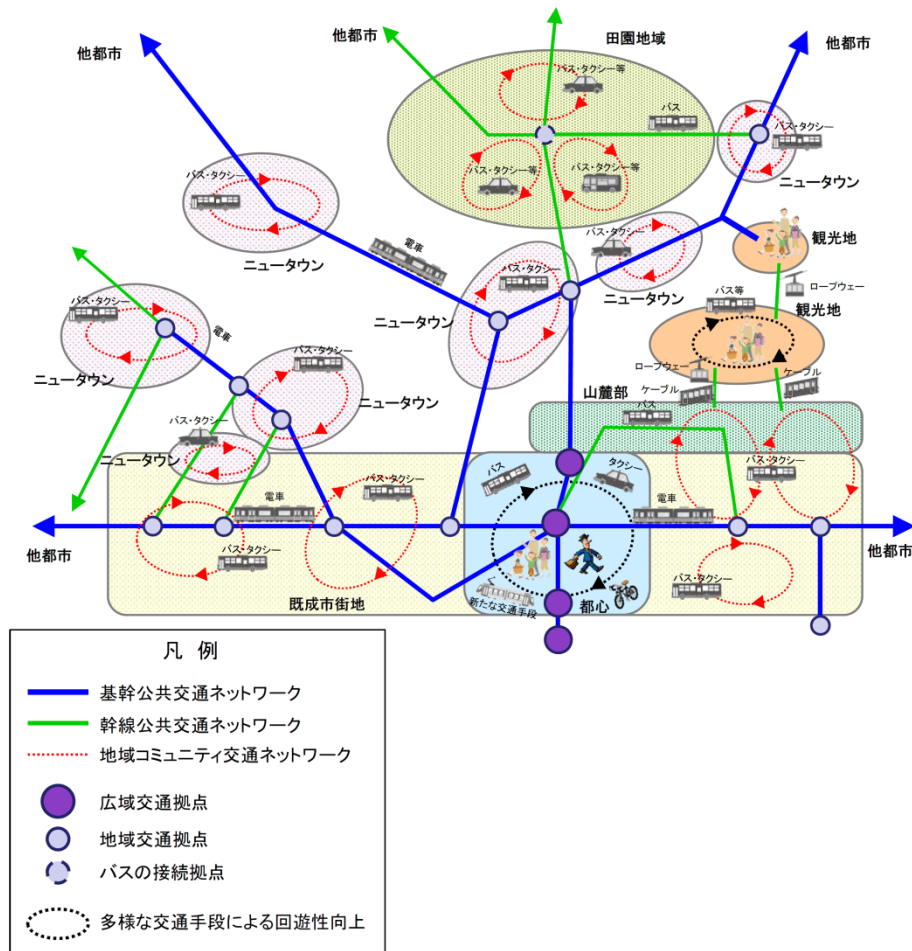 他都市
他都市
田園地域
他都市
バス・タクシー等
バス
バス・タクシー
バス・タクシー等
バス・タクシー等
ニュータウン
バス・タクシー
ニュータウン
電車
バス・タクシー
ニュータウン
観光地
バス・タクシー
ニュータウン
ロープウェー
バス等
観光地
バス・タクシー
電車
ニュータウン
バス・タクシー
ニュータウン
ロープウェー
ケーブル
ケーブル
山麓部
バス
バス・タクシー
ニュータウン
電車
バス・タクシー
バス
タクシー
電車
バス・タクシー
他都市
バス・タクシー
他都市
バス・タクシー
既成市街地
新たな交通手段
都心
凡 例
基幹公共交通ネットワーク
幹線公共交通ネットワーク
地域コミュニティ交通ネットワーク
広域交通拠点
地域交通拠点
バスの接続拠点
多様な交通手段による回遊性向上